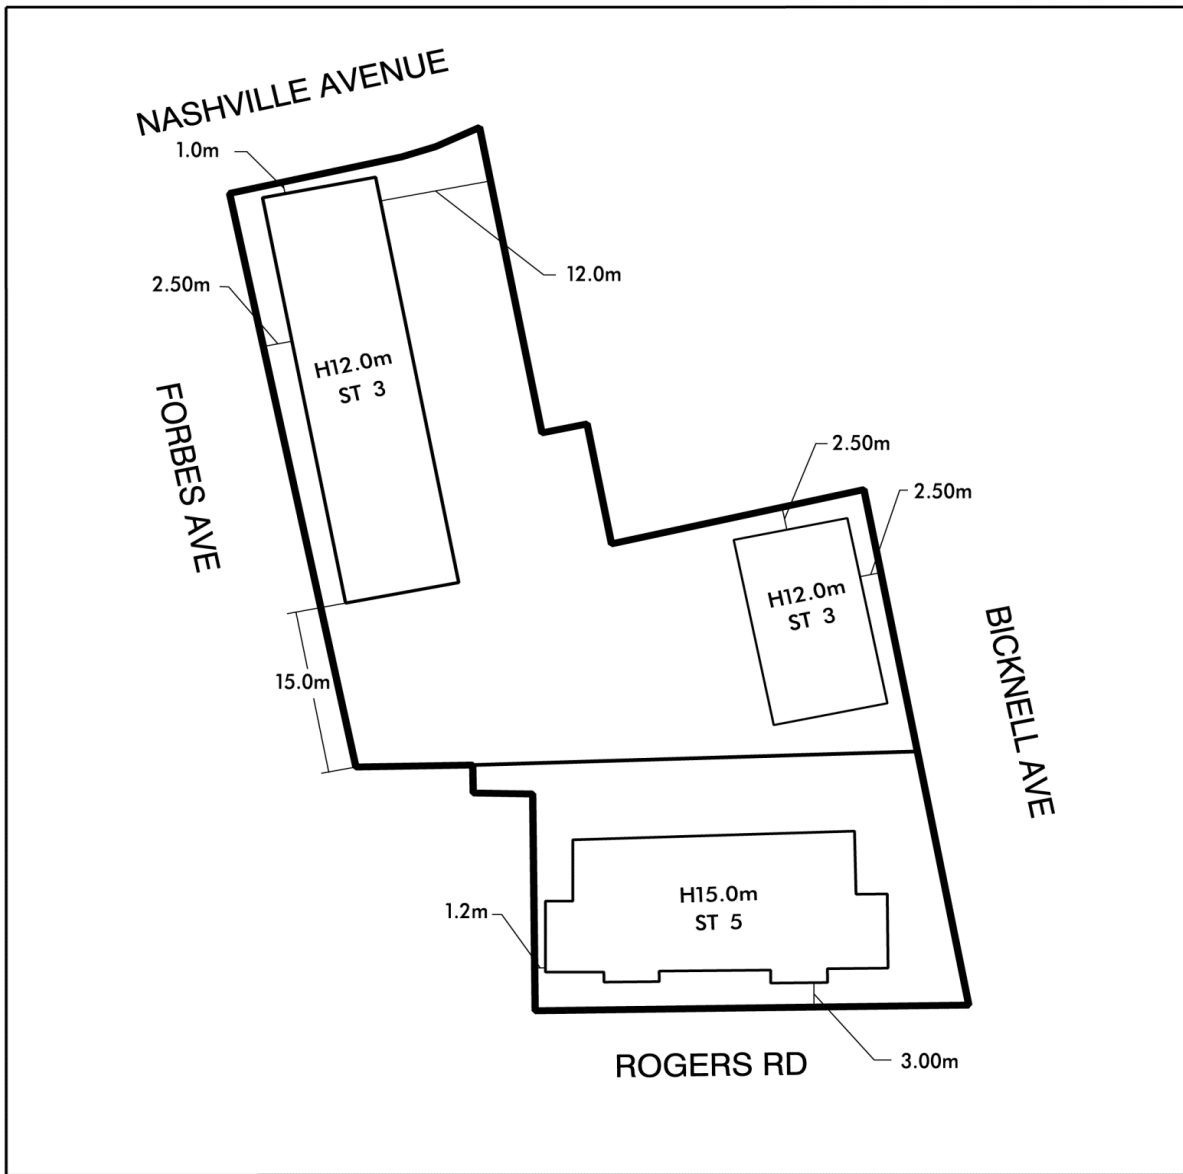 NASHVILLE AVENUE
1.0m
12.0m
2.50m
H12.0m
ST 3
FORBES AVE
2.50m
2.50m
H12.0m
ST 3
BICKNELL AVE
15.0m
H15.0m
ST 5
1.2m
3.00m
ROGERS RD